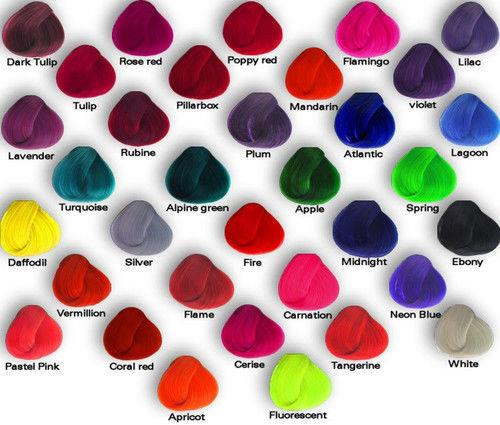 Dark Tulip
Rose red
Poppy red
Flamingo
Lilac
Tulip
Pillarbox
Mandarin
violet
Lavender
Rubine
Plum
Atlantic
Lagoon
Turquoise
Alpine green
Apple
Spring
Daffodil
Silver
Fire
Midnight
Ebony
Vermillion
Flame
Carnation
Neon Blue
Pastel Pink
Coral red
Cerise
Tangerine
White
Apricot
Fluorescent